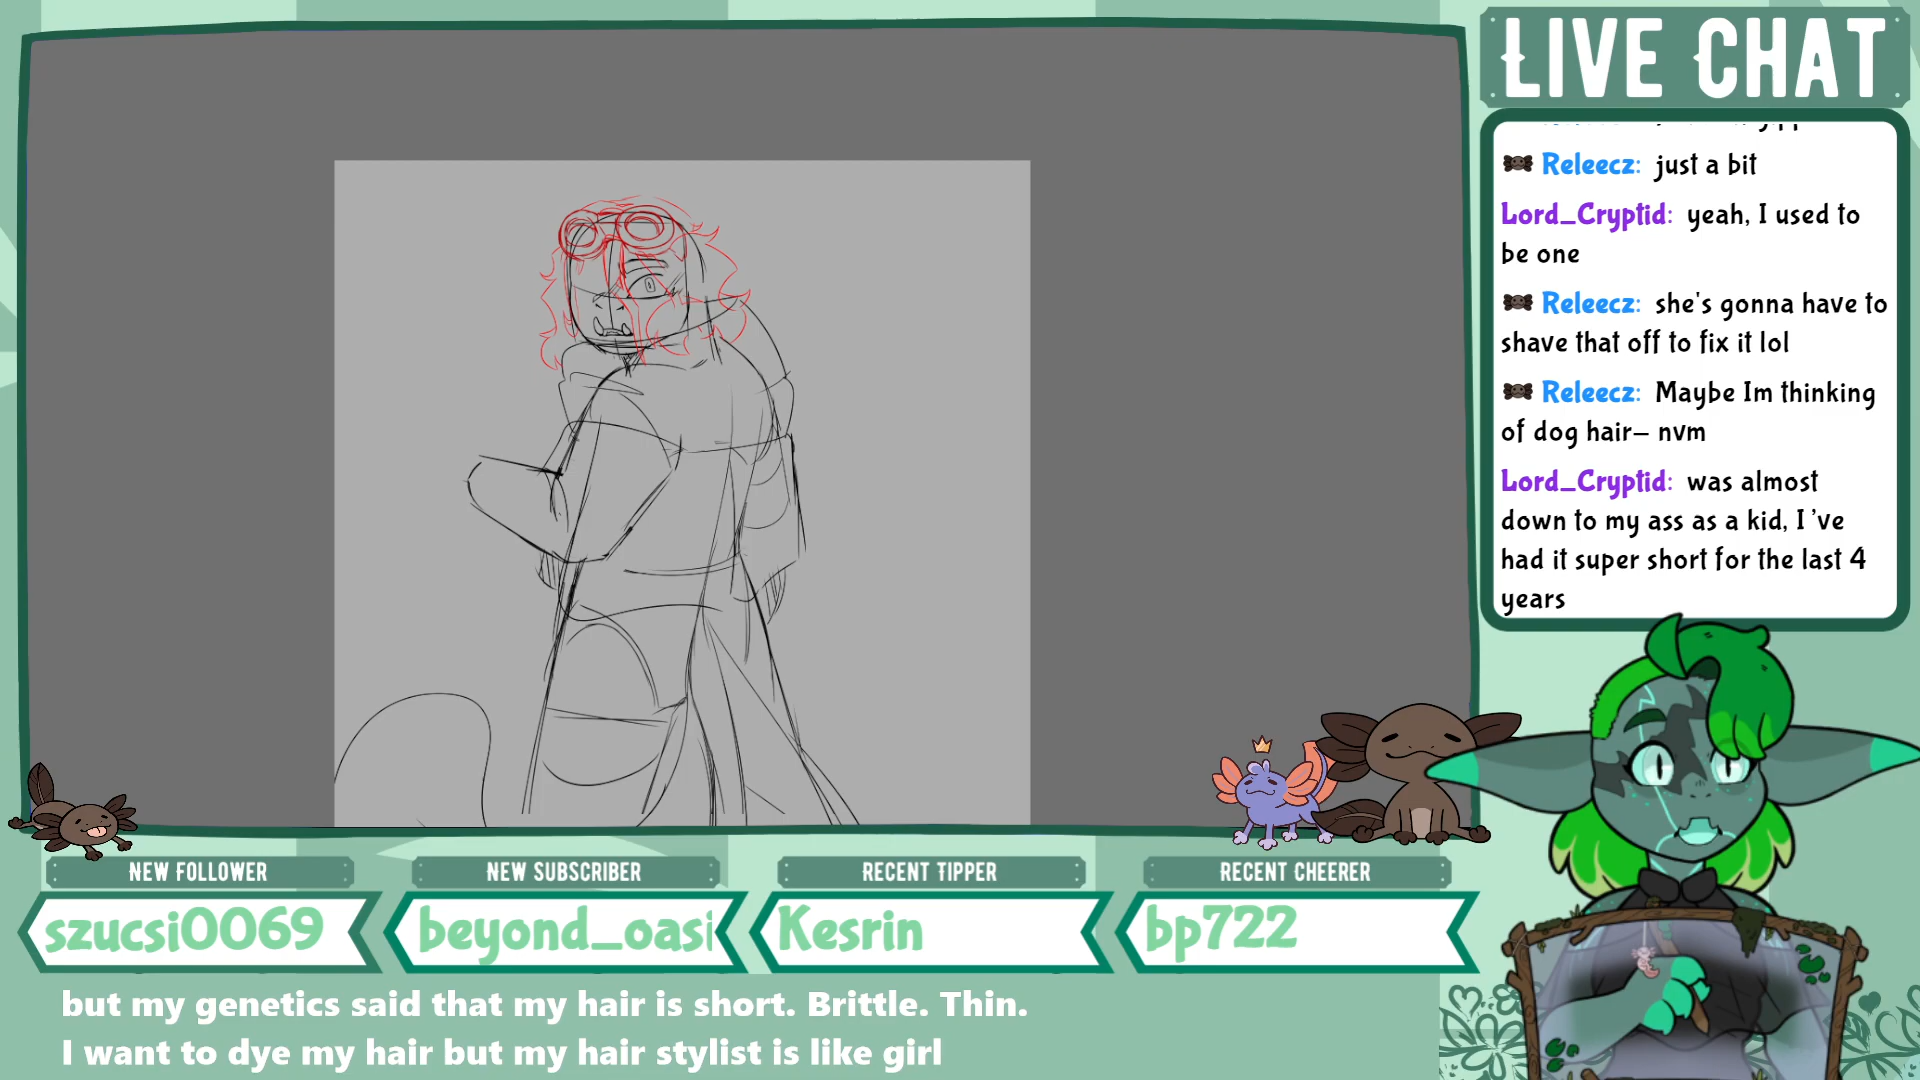 LIVE CHAT
Releecz: just a bit
Lord_Cryptid: yeah, I used to
be one
Releecz: she's gonna have to
shave that off to fix it lol
Releecz: Maybe Im thinking
of dog hair— nvm
Lord_Cryptid: was almost
down to my ass as a kid, I 've
had it super short for the last 4
years
NEW FOLLOWER
szucsi0069
NEW SUBSCRIBER
beyond_oasi
RECENT TIPPER
Kesrin
RECENT CHEERER
bp722
but my genetics said that my hair is short. Brittle. Thin.
I want to dye my hair but my hair stylist is like girl